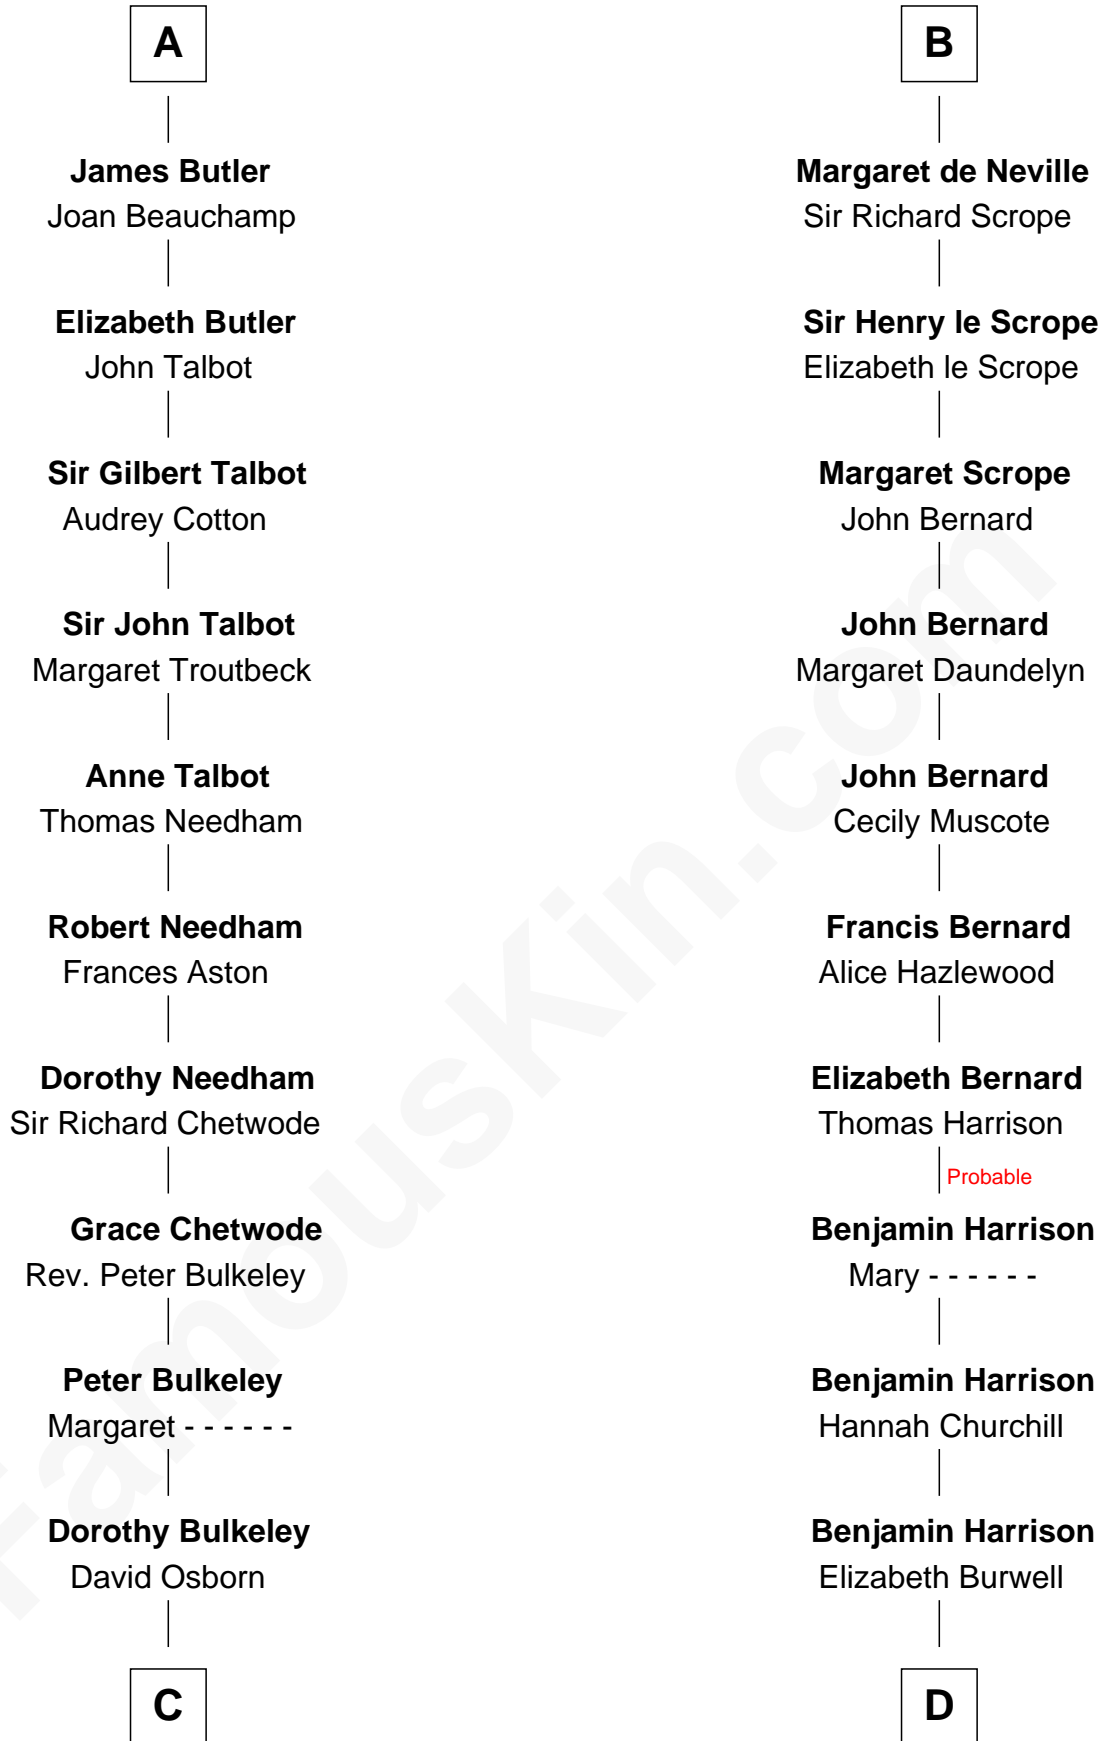 A
James Butler
Joan Beauchamp
Elizabeth Butler
John Talbot
Sir Gilbert Talbot
Audrey Cotton
Sir John Talbot
Margaret Troutbeck
Anne Talbot
Thomas Needham
Robert Needham
Frances Aston
Dorothy Needham
Sir Richard Chetwode
Grace Chetwode
Rev. Peter Bulkeley
Peter Bulkeley
Margaret - - - - - -
Dorothy Bulkeley
David Osborn
C
B
Margaret de Neville
Sir Richard Scrope
Sir Henry le Scrope
Elizabeth le Scrope
Margaret Scrope
John Bernard
John Bernard
Margaret Daundelyn
John Bernard
Cecily Muscote
Francis Bernard
Alice Hazlewood
Elizabeth Bernard
Thomas Harrison
Probable
Benjamin Harrison
Mary - - - - - -
Benjamin Harrison
Hannah Churchill
Benjamin Harrison
Elizabeth Burwell
D
FamousKin.com